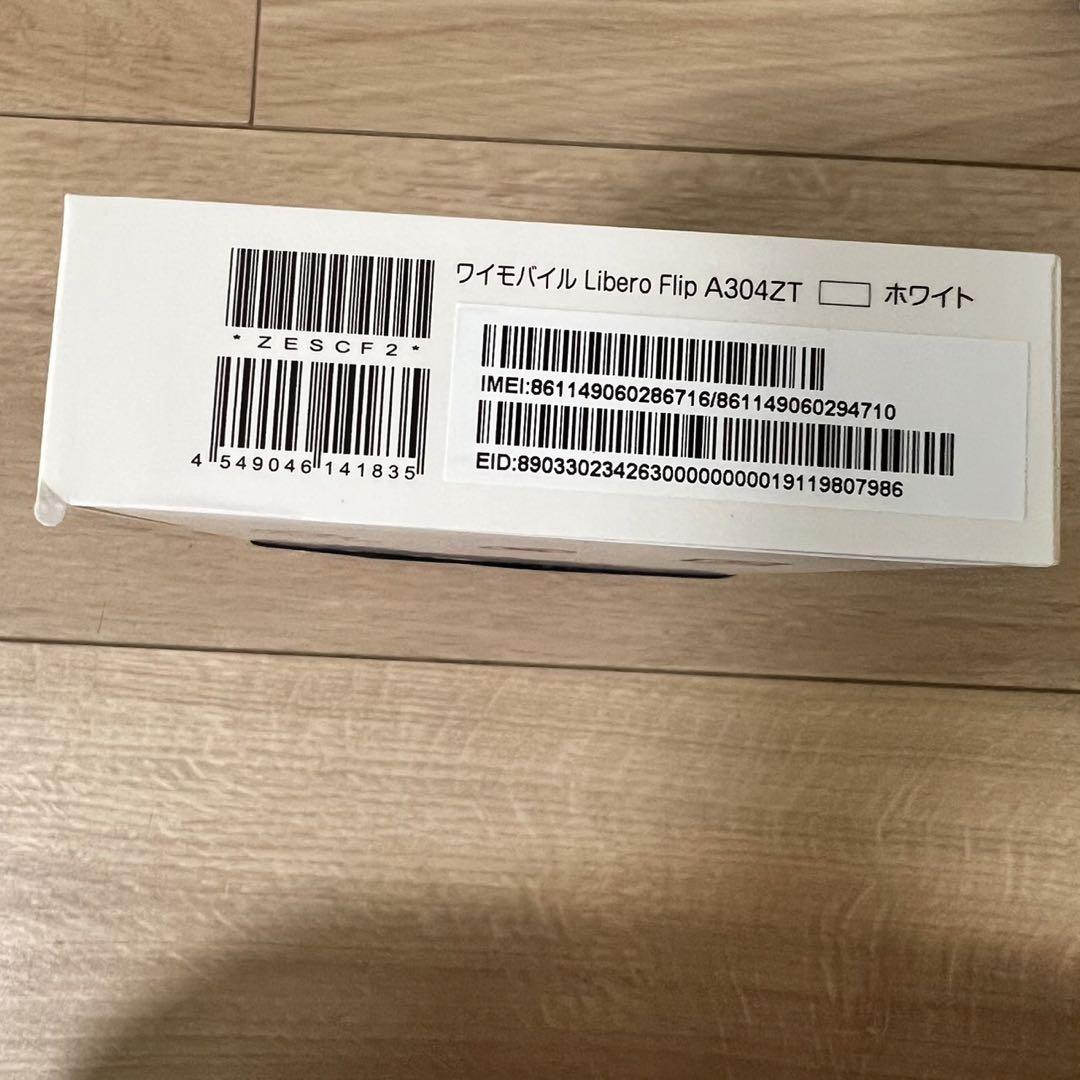 ワイモバイル Libero Flip A304ZT ホワイト
*ZESCF2*
4 549046 141835
IMEI:861149060286716/861149060294710
EID:89033023426300000000019119807986